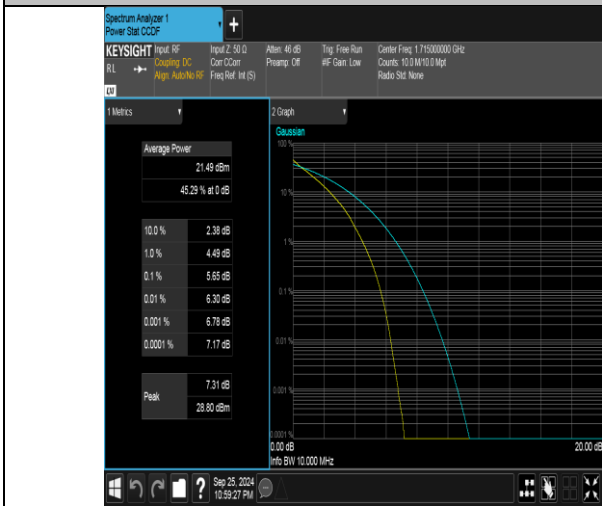 Spectrum Analyzer 1
Power Stat CCDF
+
KEYSIGHT
RL
LXI
Input: RF
Coupling: DC
Align: Auto/No RF
Input Z: 50 Ω
Corr CCorr
Freq Ref: Int (S)
Atten: 46 dB
Preamp: Off
Trig: Free Run
#IF Gain: Low
Center Freq: 1.715000000 GHz
Counts: 10.0 M/10.0 Mpt
Radio Std: None
1 Metrics
Average Power
21.49 dBm
45.29 % at 0 dB
10.0 % 2.38 dB
1.0 % 4.49 dB
0.1 % 5.65 dB
0.01 % 6.30 dB
0.001 % 6.78 dB
0.0001 % 7.17 dB
Peak
7.31 dB
28.80 dBm
2 Graph
Gaussian
100 %
10 %
1 %
0.1 %
0.01 %
0.001 %
0.0001 %
0.00 dB 20.00 dB
Info BW 10.000 MHz
?
Sep 25, 2024
10:59:27 PM